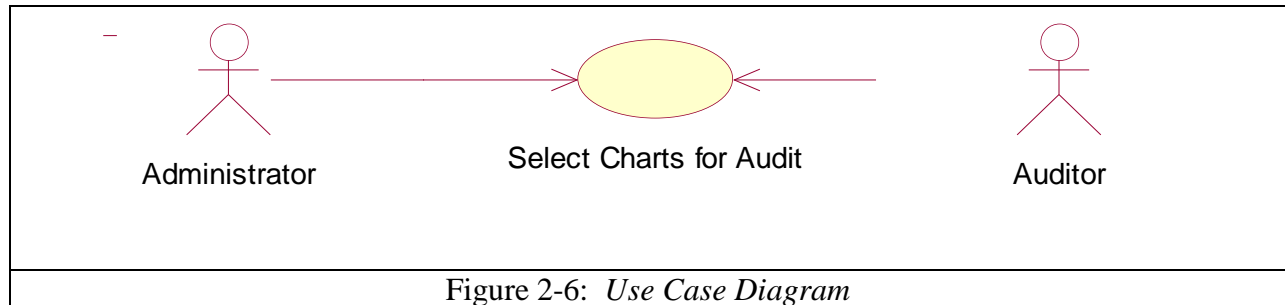 Select Charts for Audit
Administrator
Auditor
Figure 2-6: Use Case Diagram